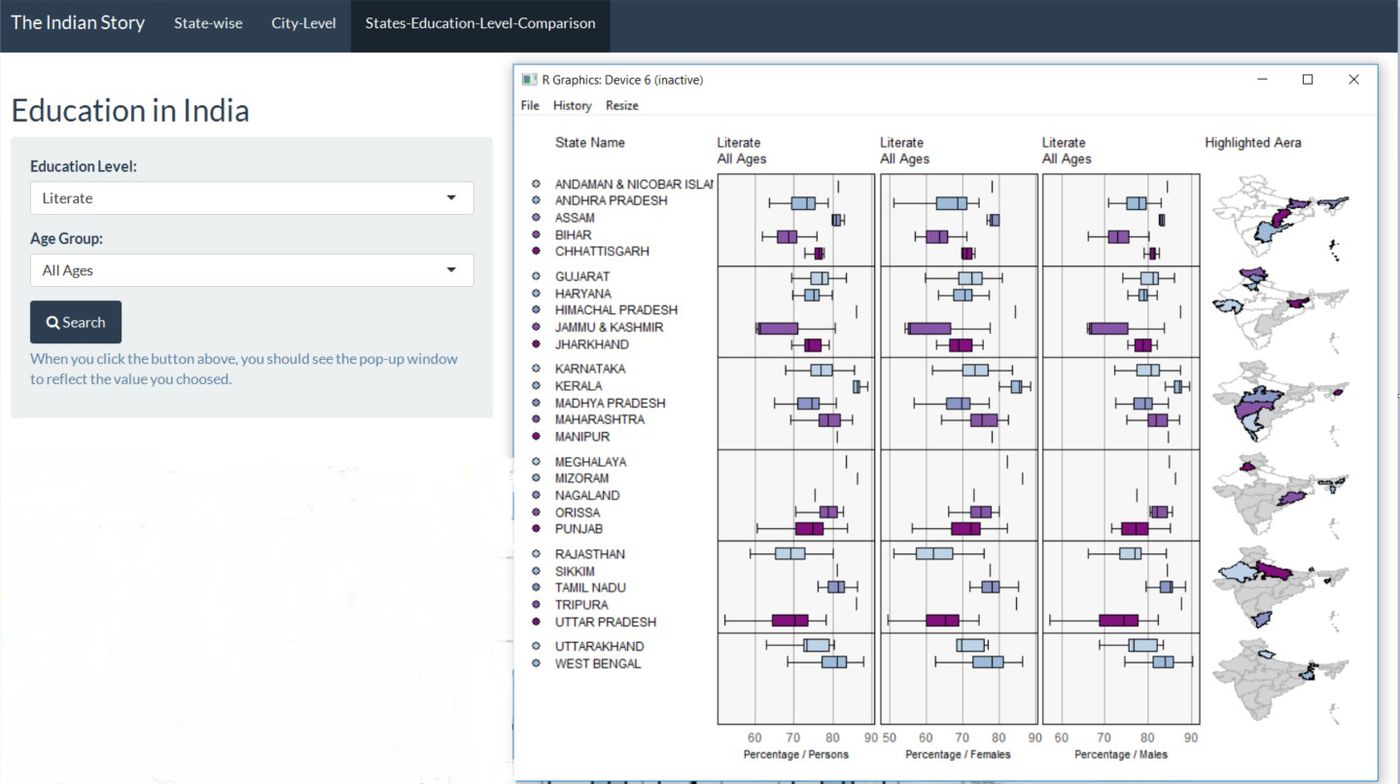 The Indian Story State-wise City-Level States-Education-Level-Comparison
Education in India
Education Level:
Literate
Age Group:
All Ages
Search
When you click the button above, you should see the pop-up window
to reflect the value you choosed.
R Graphics: Device 6 (inactive)
File History Resize
State Name Literate Literate Literate Highlighted Aera
All Ages All Ages All Ages
ANDAMAN & NICOBAR ISLAN
ANDHRA PRADESH
ASSAM
BIHAR
CHHATTISGARH
GUJARAT
HARYANA
HIMACHAL PRADESH
JAMMU & KASHMIR
JHARKHAND
KARNATAKA
KERALA
MADHYA PRADESH
MAHARASHTRA
MANIPUR
MEGHALAYA
MIZORAM
NAGALAND
ORISSA
PUNJAB
RAJASTHAN
SIKKIM
TAMIL NADU
TRIPURA
UTTAR PRADESH
UTTARAKHAND
WEST BENGAL
60 70 80 90 50 60 70 80 90 60 70 80 90
Percentage / Persons Percentage / Females Percentage / Males